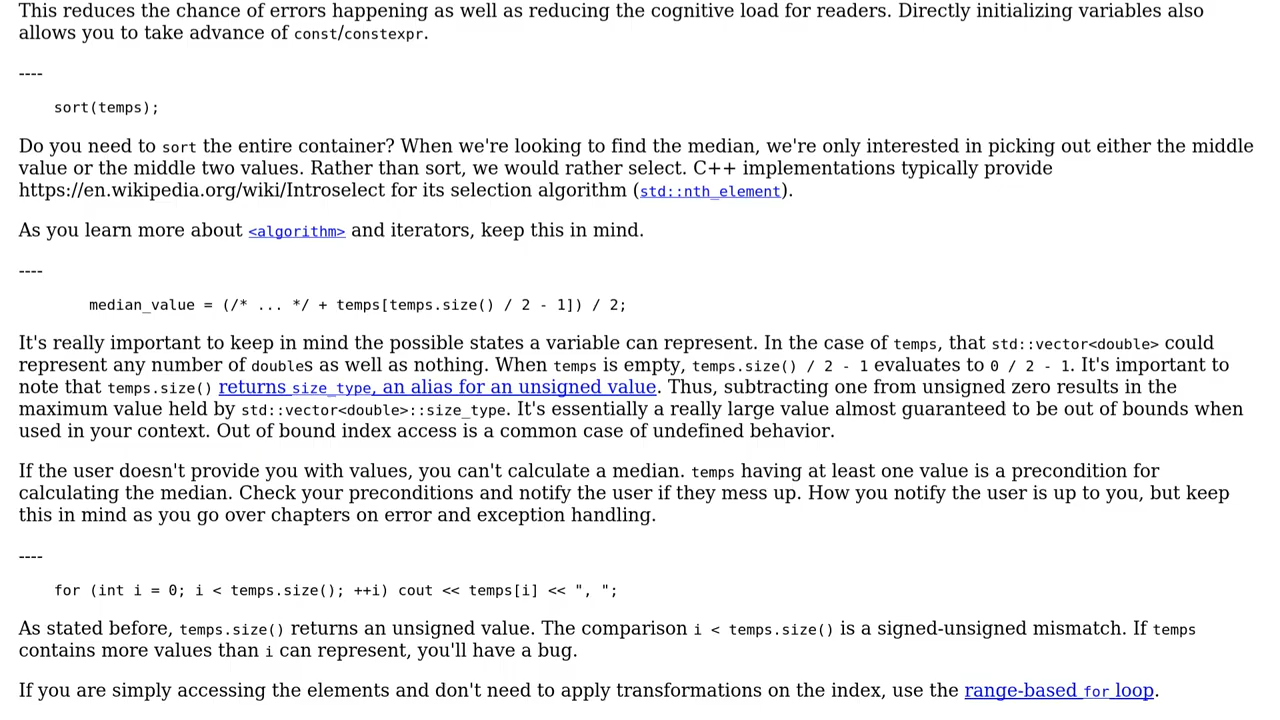 This reduces the chance of errors happening as well as reducing the cognitive load for readers. Directly initializing variables also
allows you to take advance of const/constexpr.
----
sort(temps);
Do you need to sort the entire container? When we're looking to find the median, we're only interested in picking out either the middle
value or the middle two values. Rather than sort, we would rather select. C++ implementations typically provide
https://en.wikipedia.org/wiki/Introselect for its selection algorithm (std::nth_element).
As you learn more about <algorithm> and iterators, keep this in mind.
----
median_value = (/* ... */ + temps[temps.size() / 2 - 1]) / 2;
It's really important to keep in mind the possible states a variable can represent. In the case of temps, that std::vector<double> could
represent any number of doubles as well as nothing. When temps is empty, temps.size() / 2 - 1 evaluates to 0 / 2 - 1. It's important to
note that temps.size() returns size_type, an alias for an unsigned value. Thus, subtracting one from unsigned zero results in the
maximum value held by std::vector<double>::size_type. It's essentially a really large value almost guaranteed to be out of bounds when
used in your context. Out of bound index access is a common case of undefined behavior.
If the user doesn't provide you with values, you can't calculate a median. temps having at least one value is a precondition for
calculating the median. Check your preconditions and notify the user if they mess up. How you notify the user is up to you, but keep
this in mind as you go over chapters on error and exception handling.
----
for (int i = 0; i < temps.size(); ++i) cout << temps[i] << ", ";
As stated before, temps.size() returns an unsigned value. The comparison i < temps.size() is a signed-unsigned mismatch. If temps
contains more values than i can represent, you'll have a bug.
If you are simply accessing the elements and don't need to apply transformations on the index, use the range-based for loop.